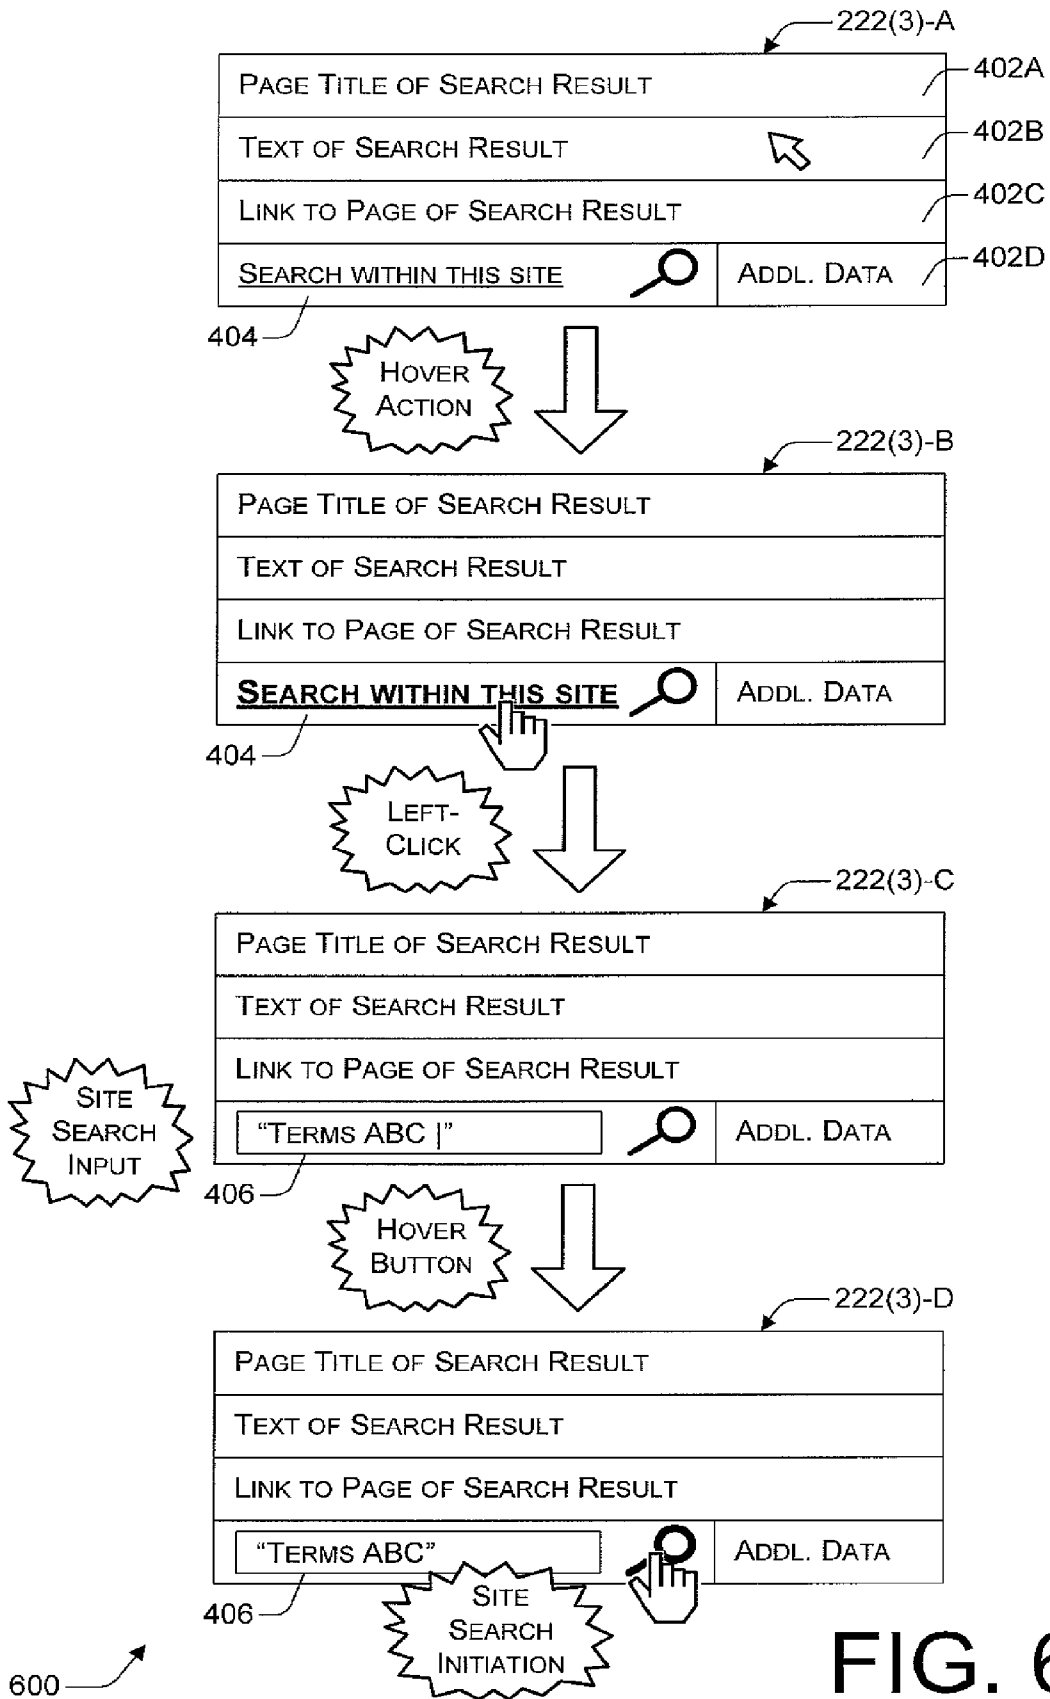 222(3)-A
PAGE TITLE OF SEARCH RESULT
402A
TEXT OF SEARCH RESULT
402B
LINK TO PAGE OF SEARCH RESULT
402C
SEARCH WITHIN THIS SITE
ADDL. DATA
402D
404
HOVER
ACTION
222(3)-B
PAGE TITLE OF SEARCH RESULT
TEXT OF SEARCH RESULT
LINK TO PAGE OF SEARCH RESULT
SEARCH WITHIN THIS SITE
ADDL. DATA
404
LEFT-
CLICK
222(3)-C
PAGE TITLE OF SEARCH RESULT
TEXT OF SEARCH RESULT
LINK TO PAGE OF SEARCH RESULT
SITE
SEARCH
INPUT
“TERMS ABC |”
ADDL. DATA
406
HOVER
BUTTON
222(3)-D
PAGE TITLE OF SEARCH RESULT
TEXT OF SEARCH RESULT
LINK TO PAGE OF SEARCH RESULT
“TERMS ABC”
ADDL. DATA
406
SITE
SEARCH
INITIATION
600
FIG. 6